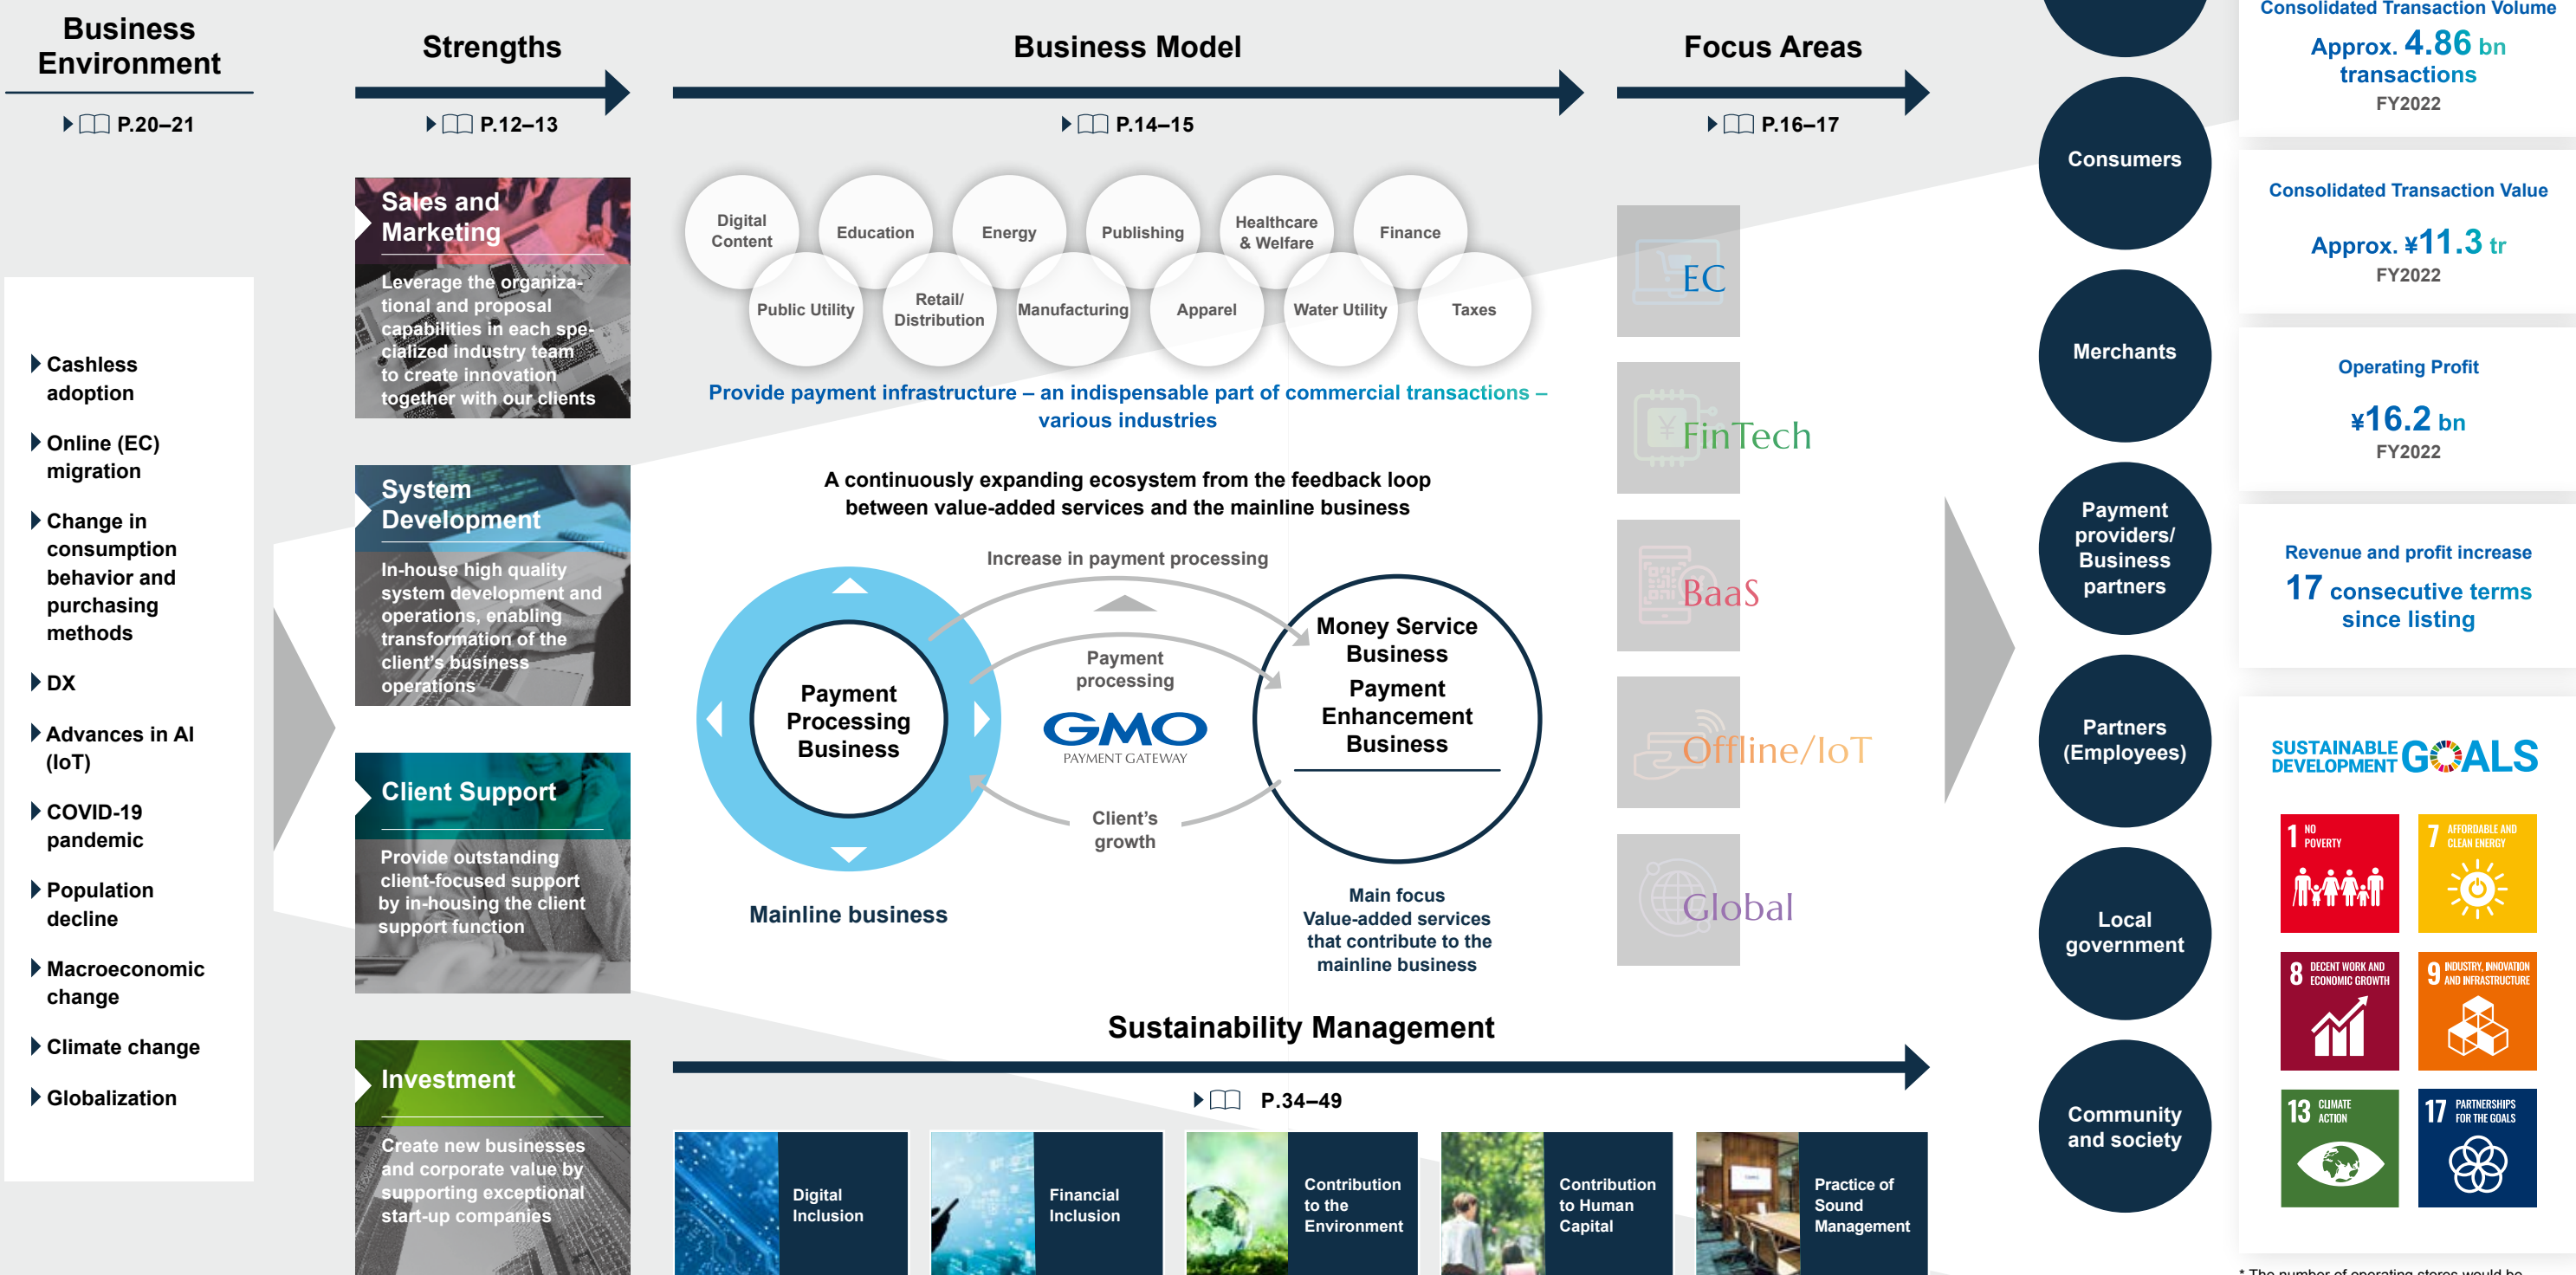 Business
Environment
P.20–21
Cashless
adoption
Online (EC)
migration
Change in
consumption
behavior and
purchasing
methods
DX
Advances in AI
(IoT)
COVID-19
pandemic
Population
decline
Macroeconomic
change
Climate change
Globalization
Strengths
P.12–13
Sales and
Marketing
Leverage the organiza-
tional and proposal
capabilities in each spe-
cialized industry team
to create innovation
together with our clients
System
Development
In-house high quality
system development and
operations, enabling
transformation of the
client's business
operations
Client Support
Provide outstanding
client-focused support
by in-housing the client
support function
Investment
Create new businesses
and corporate value by
supporting exceptional
start-up companies
Business Model
P.14–15
Digital
Content
Education
Energy
Publishing
Healthcare
& Welfare
Finance
Public Utility
Retail/
Distribution
Manufacturing
Apparel
Water Utility
Taxes
Provide payment infrastructure – an indispensable part of commercial transactions –
various industries
A continuously expanding ecosystem from the feedback loop
between value-added services and the mainline business
Increase in payment processing
Payment
processing
Payment
Processing
Business
GMO
PAYMENT GATEWAY
Client's
growth
Money Service
Business
Payment
Enhancement
Business
Mainline business
Main focus
Value-added services
that contribute to the
mainline business
Focus Areas
P.16–17
EC
FinTech
BaaS
Offline/IoT
Global
Sustainability Management
P.34–49
Digital
Inclusion
Financial
Inclusion
Contribution
to the
Environment
Contribution
to Human
Capital
Practice of
Sound
Management
Consumers
Merchants
Payment
providers/
Business
partners
Partners
(Employees)
Local
government
Community
and society
Consolidated Transaction Volume
Approx. 4.86 bn
transactions
FY2022
Consolidated Transaction Value
Approx. ¥11.3 tr
FY2022
Operating Profit
¥16.2 bn
FY2022
Revenue and profit increase
17 consecutive terms
since listing
SUSTAINABLE
DEVELOPMENT GOALS
1 NO
POVERTY
7 AFFORDABLE AND
CLEAN ENERGY
8 DECENT WORK AND
ECONOMIC GROWTH
9 INDUSTRY, INNOVATION
AND INFRASTRUCTURE
13 CLIMATE
ACTION
17 PARTNERSHIPS
FOR THE GOALS
* The number of operating stores would be